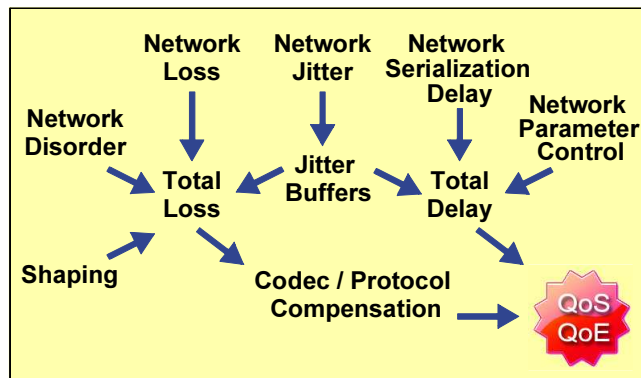 Network
Loss
Network
Jitter
Network
Serialization
Delay
Network
Parameter
Control
Network
Disorder
Total
Loss
Jitter
Buffers
Total
Delay
Shaping
Codec / Protocol
Compensation
QoS
QoE